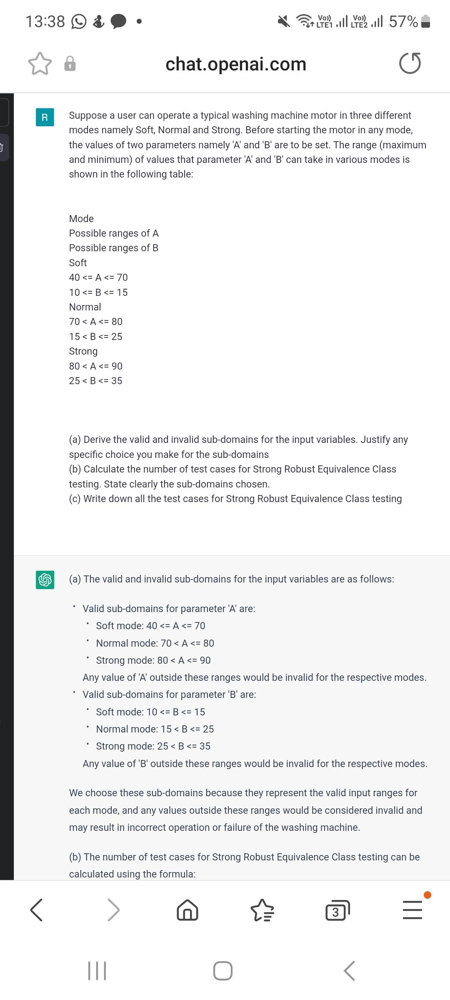 13:38
Vo)) LTE1 Vo)) LTE2 57%
chat.openai.com
R
Suppose a user can operate a typical washing machine motor in three different
modes namely Soft, Normal and Strong. Before starting the motor in any mode,
the values of two parameters namely 'A' and 'B' are to be set. The range (maximum
and minimum) of values that parameter 'A' and 'B' can take in various modes is
shown in the following table:
Mode
Possible ranges of A
Possible ranges of B
Soft
40 <= A <= 70
10 <= B <= 15
Normal
70 < A <= 80
15 < B <= 25
Strong
80 < A <= 90
25 < B <= 35
(a) Derive the valid and invalid sub-domains for the input variables. Justify any
specific choice you make for the sub-domains
(b) Calculate the number of test cases for Strong Robust Equivalence Class
testing. State clearly the sub-domains chosen.
(c) Write down all the test cases for Strong Robust Equivalence Class testing
(a) The valid and invalid sub-domains for the input variables are as follows:
• Valid sub-domains for parameter 'A' are:
• Soft mode: 40 <= A <= 70
• Normal mode: 70 < A <= 80
• Strong mode: 80 < A <= 90
Any value of 'A' outside these ranges would be invalid for the respective modes.
• Valid sub-domains for parameter 'B' are:
• Soft mode: 10 <= B <= 15
• Normal mode: 15 < B <= 25
• Strong mode: 25 < B <= 35
Any value of 'B' outside these ranges would be invalid for the respective modes.
We choose these sub-domains because they represent the valid input ranges for
each mode, and any values outside these ranges would be considered invalid and
may result in incorrect operation or failure of the washing machine.
(b) The number of test cases for Strong Robust Equivalence Class testing can be
calculated using the formula:
3